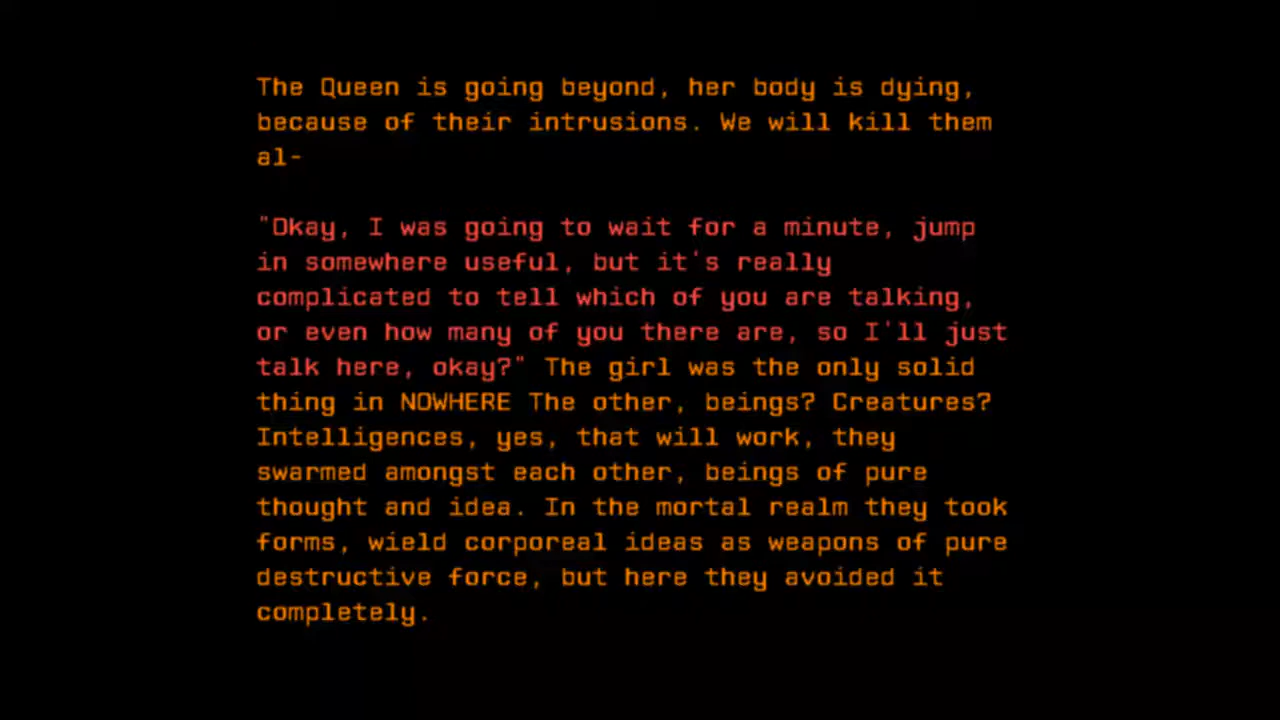 The Queen is going beyond, her body is dying,
because of their intrusions. We will kill them
al-
"Okay, I was going to wait for a minute, jump
in somewhere useful, but it's really
complicated to tell which of you are talking,
or even how many of you there are, so I'll just
talk here, okay?" The girl was the only solid
thing in NOWHERE The other, beings? Creatures?
Intelligences, yes, that will work, they
swarmed amongst each other, beings of pure
thought and idea. In the mortal realm they took
forms, wield corporeal ideas as weapons of pure
destructive force, but here they avoided it
completely.